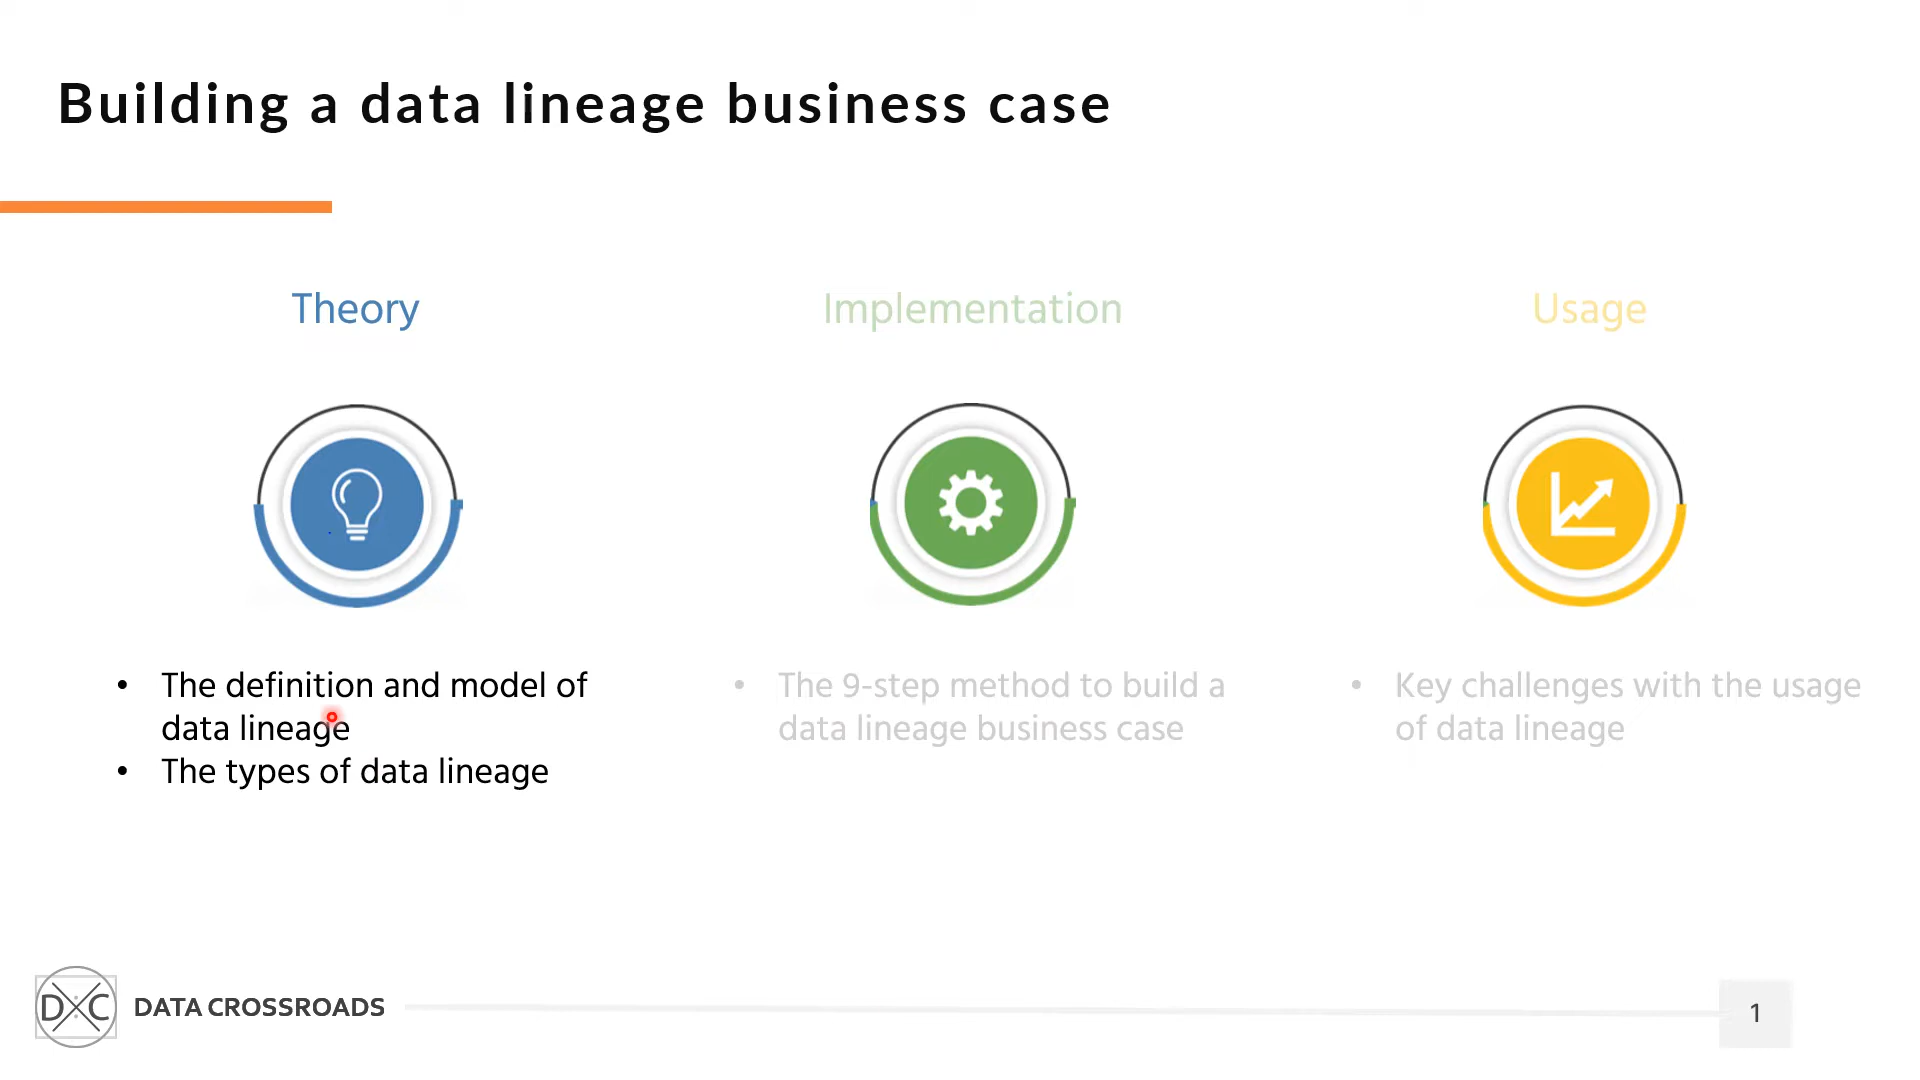 Building a data lineage business case
Theory
• The definition and model of
data lineage
• The types of data lineage
Implementation
• The 9-step method to build a
data lineage business case
Usage
• Key challenges with the usage
of data lineage
DC DATA CROSSROADS
1